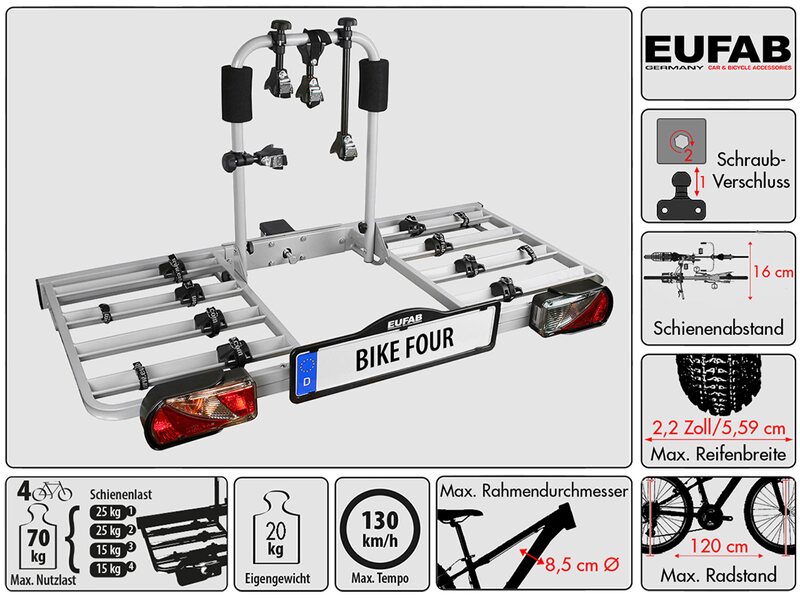 EUFAB
GERMANY CAR & BICYCLE ACCESSORIES
2
1
Schraub-
Verschluss
16 cm
Schienenabstand
2,2 Zoll/5,59 cm
Max. Reifenbreite
EUFAB
D
BIKE FOUR
4
Schienenlast
70
kg
25 kg 1
25 kg 2
15 kg 3
15 kg 4
Max. Nutzlast
20
kg
Eigengewicht
130
km/h
Max. Tempo
Max. Rahmendurchmesser
8,5 cm Ø
120 cm
Max. Radstand